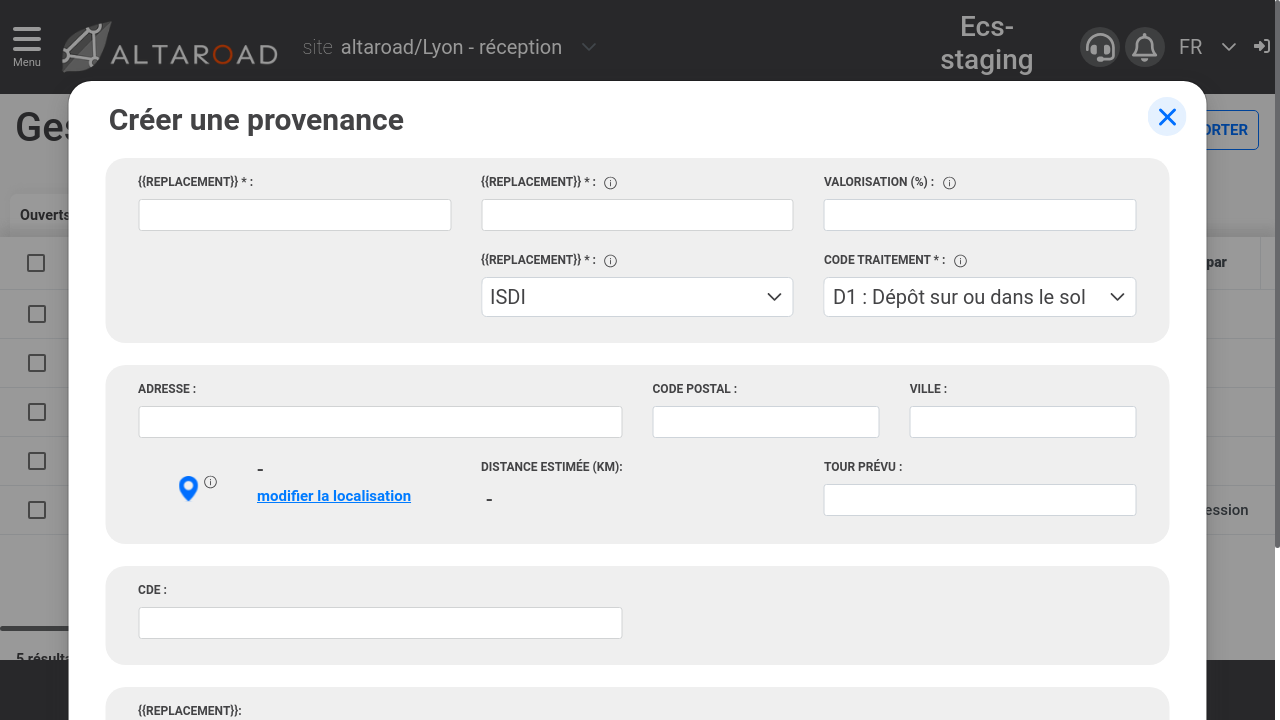 Menu
ALTAROAD
site altaroad/Lyon - réception
Ecs-
staging
FR
Ges
ORTER
Ouverts
par
ession
5 résulta
Créer une provenance
{{REPLACEMENT}} * :
{{REPLACEMENT}} * :
VALORISATION (%) :
{{REPLACEMENT}} * :
CODE TRAITEMENT * :
ISDI
D1 : Dépôt sur ou dans le sol
ADRESSE :
CODE POSTAL :
VILLE :
-
modifier la localisation
DISTANCE ESTIMÉE (KM):
-
TOUR PRÉVU :
CDE :
{{REPLACEMENT}}: